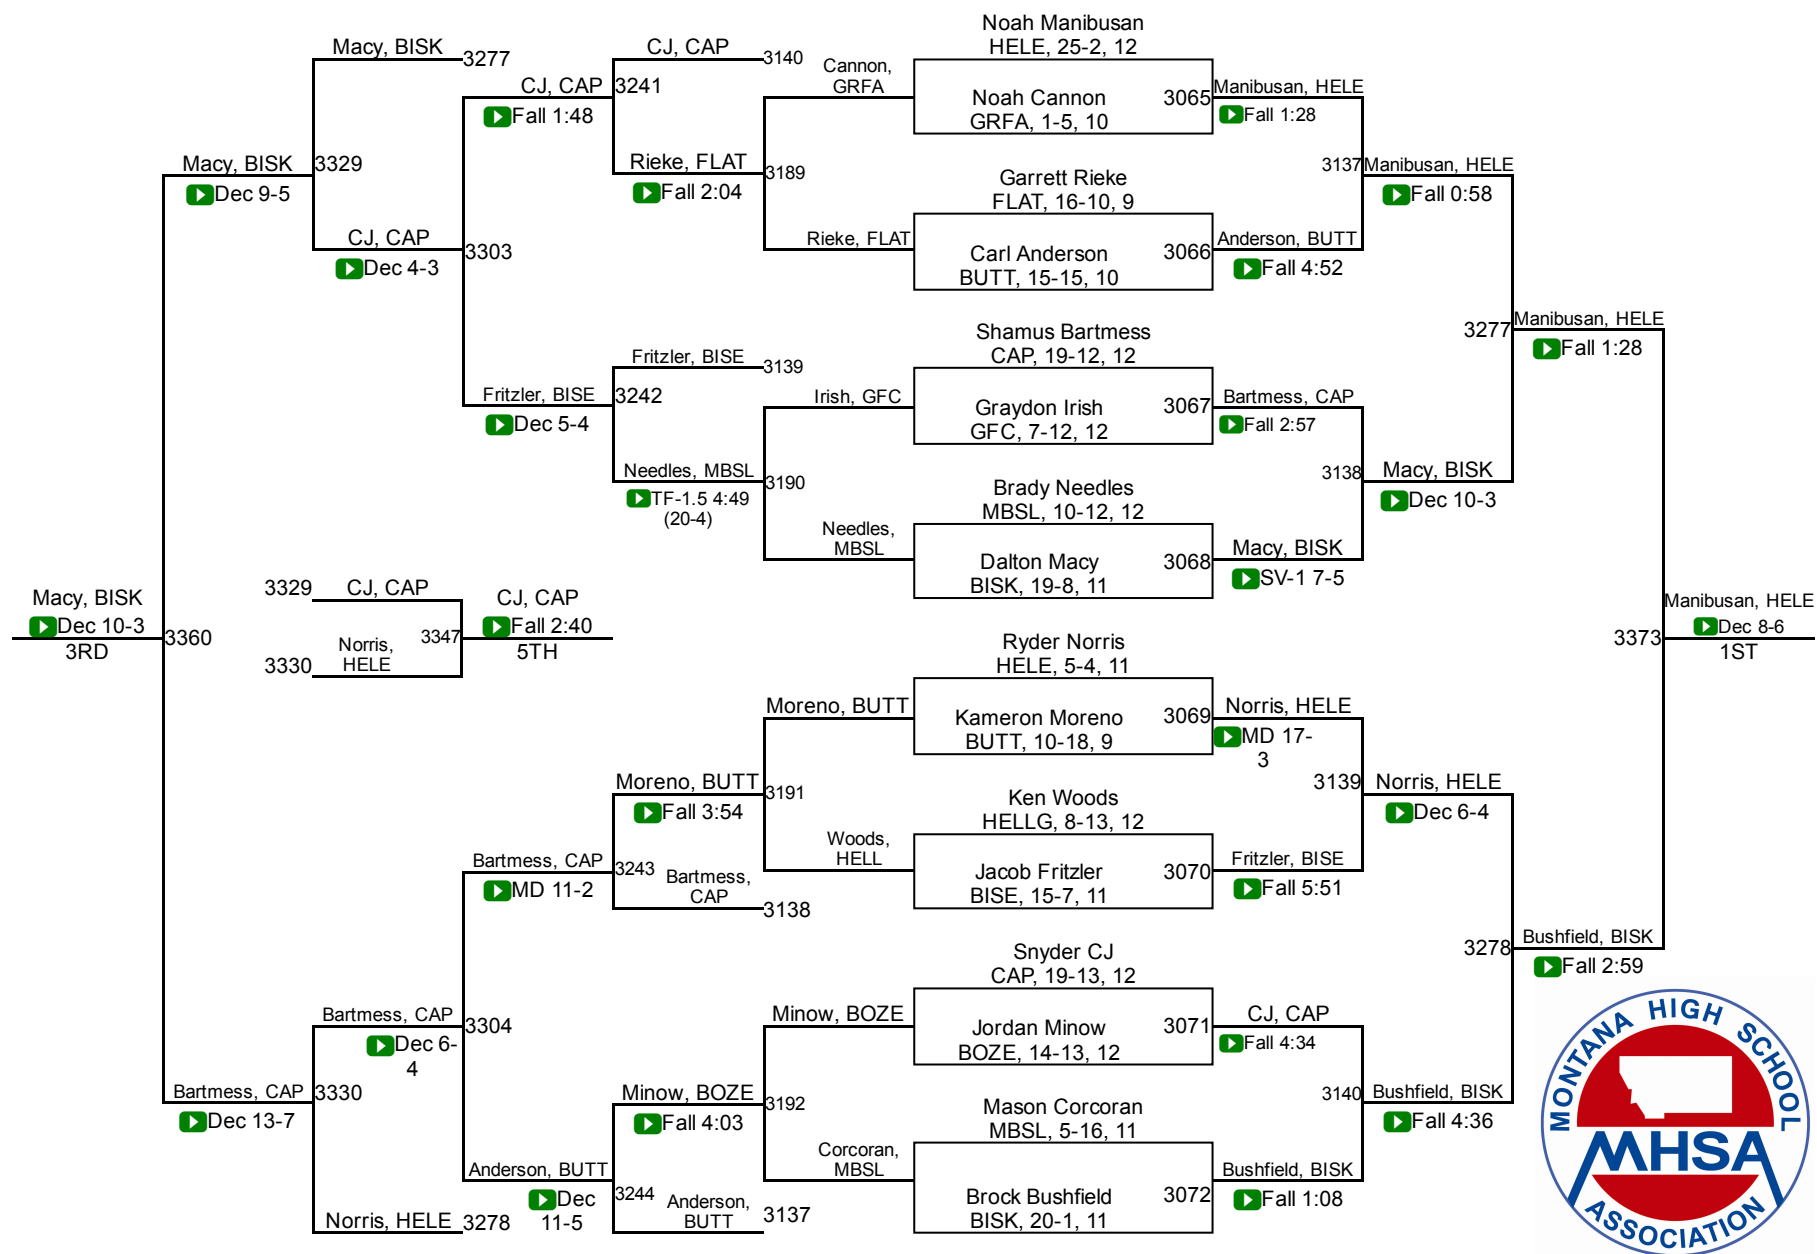 Noah Manibusan
HELE, 25-2, 12
Macy, BISK
3277
CJ, CAP
3140
Cannon,
GRFA
CJ, CAP
3241
Fall 1:48
Noah Cannon
GRFA, 1-5, 10
3065
Manibusan, HELE
Fall 1:28
Macy, BISK
3329
Dec 9-5
Rieke, FLAT
3189
Fall 2:04
Garrett Rieke
FLAT, 16-10, 9
3137
Manibusan, HELE
Fall 0:58
CJ, CAP
3303
Dec 4-3
Rieke, FLAT
Carl Anderson
BUTT, 15-15, 10
3066
Anderson, BUTT
Fall 4:52
Shamus Bartmess
CAP, 19-12, 12
3277
Manibusan, HELE
Fall 1:28
Fritzler, BISE
3139
Fritzler, BISE
3242
Dec 5-4
Irish, GFC
Graydon Irish
GFC, 7-12, 12
3067
Bartmess, CAP
Fall 2:57
Needles, MBSL
3190
TF-1.5 4:49
(20-4)
Brady Needles
MBSL, 10-12, 12
3138
Macy, BISK
Dec 10-3
Needles,
MBSL
Dalton Macy
BISK, 19-8, 11
3068
Macy, BISK
SV-1 7-5
Macy, BISK
Dec 10-3
3RD
3360
3329
CJ, CAP
3330
Norris,
HELE
3347
CJ, CAP
Fall 2:40
5TH
3373
Manibusan, HELE
Dec 8-6
1ST
Ryder Norris
HELE, 5-4, 11
Moreno, BUTT
Kameron Moreno
BUTT, 10-18, 9
3069
Norris, HELE
MD 17-
3
Moreno, BUTT
3191
Fall 3:54
Ken Woods
HELLG, 8-13, 12
3139
Norris, HELE
Dec 6-4
Bartmess, CAP
3243
MD 11-2
Bartmess,
CAP
3138
Woods,
HELL
Jacob Fritzler
BISE, 15-7, 11
3070
Fritzler, BISE
Fall 5:51
Snyder CJ
CAP, 19-13, 12
3278
Bushfield, BISK
Fall 2:59
Bartmess, CAP
3304
Dec 6-
4
Minow, BOZE
Jordan Minow
BOZE, 14-13, 12
3071
CJ, CAP
Fall 4:34
Bartmess, CAP
3330
Dec 13-7
Minow, BOZE
3192
Fall 4:03
Mason Corcoran
MBSL, 5-16, 11
3140
Bushfield, BISK
Fall 4:36
Anderson, BUTT
3244
Dec
11-5
Anderson,
BUTT
3137
Corcoran,
MBSL
Brock Bushfield
BISK, 20-1, 11
3072
Bushfield, BISK
Fall 1:08
Norris, HELE
3278
MONTANA HIGH SCHOOL
MHSA
ASSOCIATION